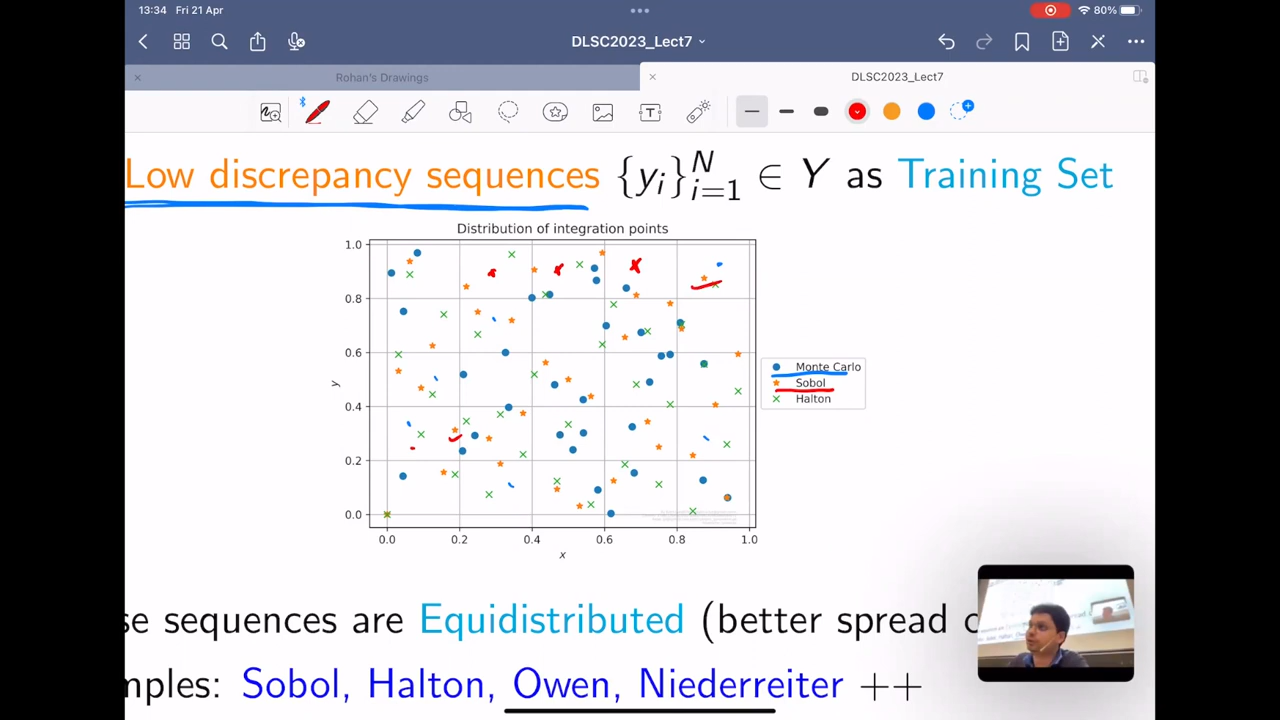 13:34 Fri 21 Apr
80%
DLSC2023_Lect7
Rohan's Drawings
DLSC2023_Lect7
Low discrepancy sequences {y_i}_{i=1}^N ∈ Y as Training Set
Distribution of integration points
1.0
0.8
0.6
0.4
0.2
0.0
y
0.0 0.2 0.4 0.6 0.8 1.0
x
Monte Carlo
Sobol
Halton
se sequences are Equidistributed (better spread
mples: Sobol, Halton, Owen, Niederreiter ++